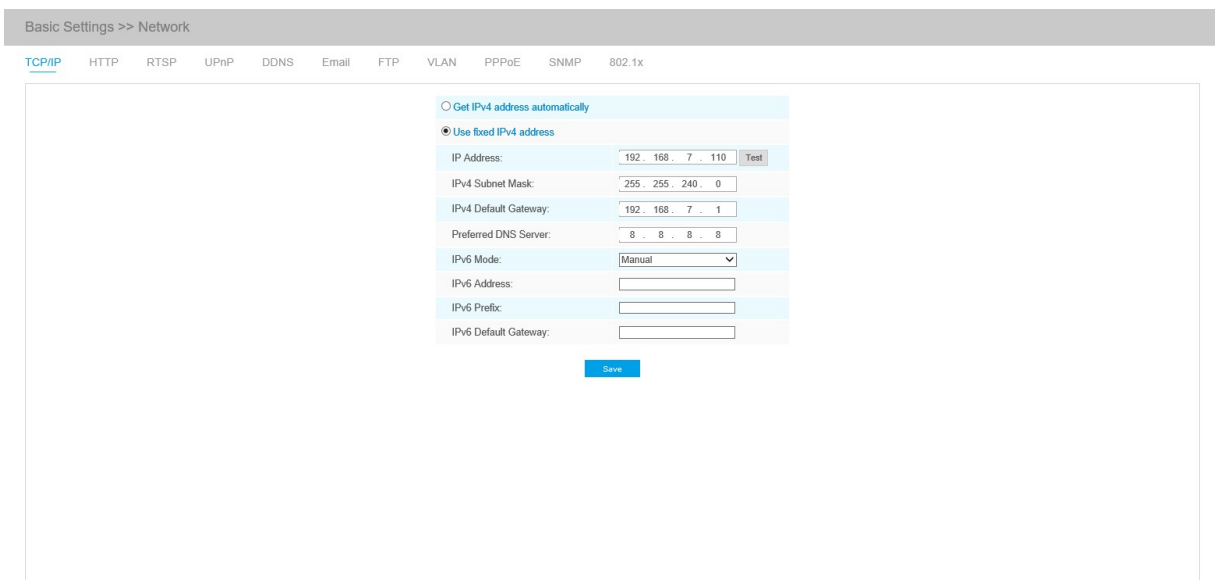 Basic Settings >> Network
TCP/IP HTTP RTSP UPnP DDNS Email FTP VLAN PPPoE SNMP 802.1x
Get IPv4 address automatically
Use fixed IPv4 address
IP Address: 192 . 168 . 7 . 110 Test
IPv4 Subnet Mask: 255 . 255 . 240 . 0
IPv4 Default Gateway: 192 . 168 . 7 . 1
Preferred DNS Server: 8 . 8 . 8 . 8
IPv6 Mode: Manual
IPv6 Address:
IPv6 Prefix:
IPv6 Default Gateway:
Save